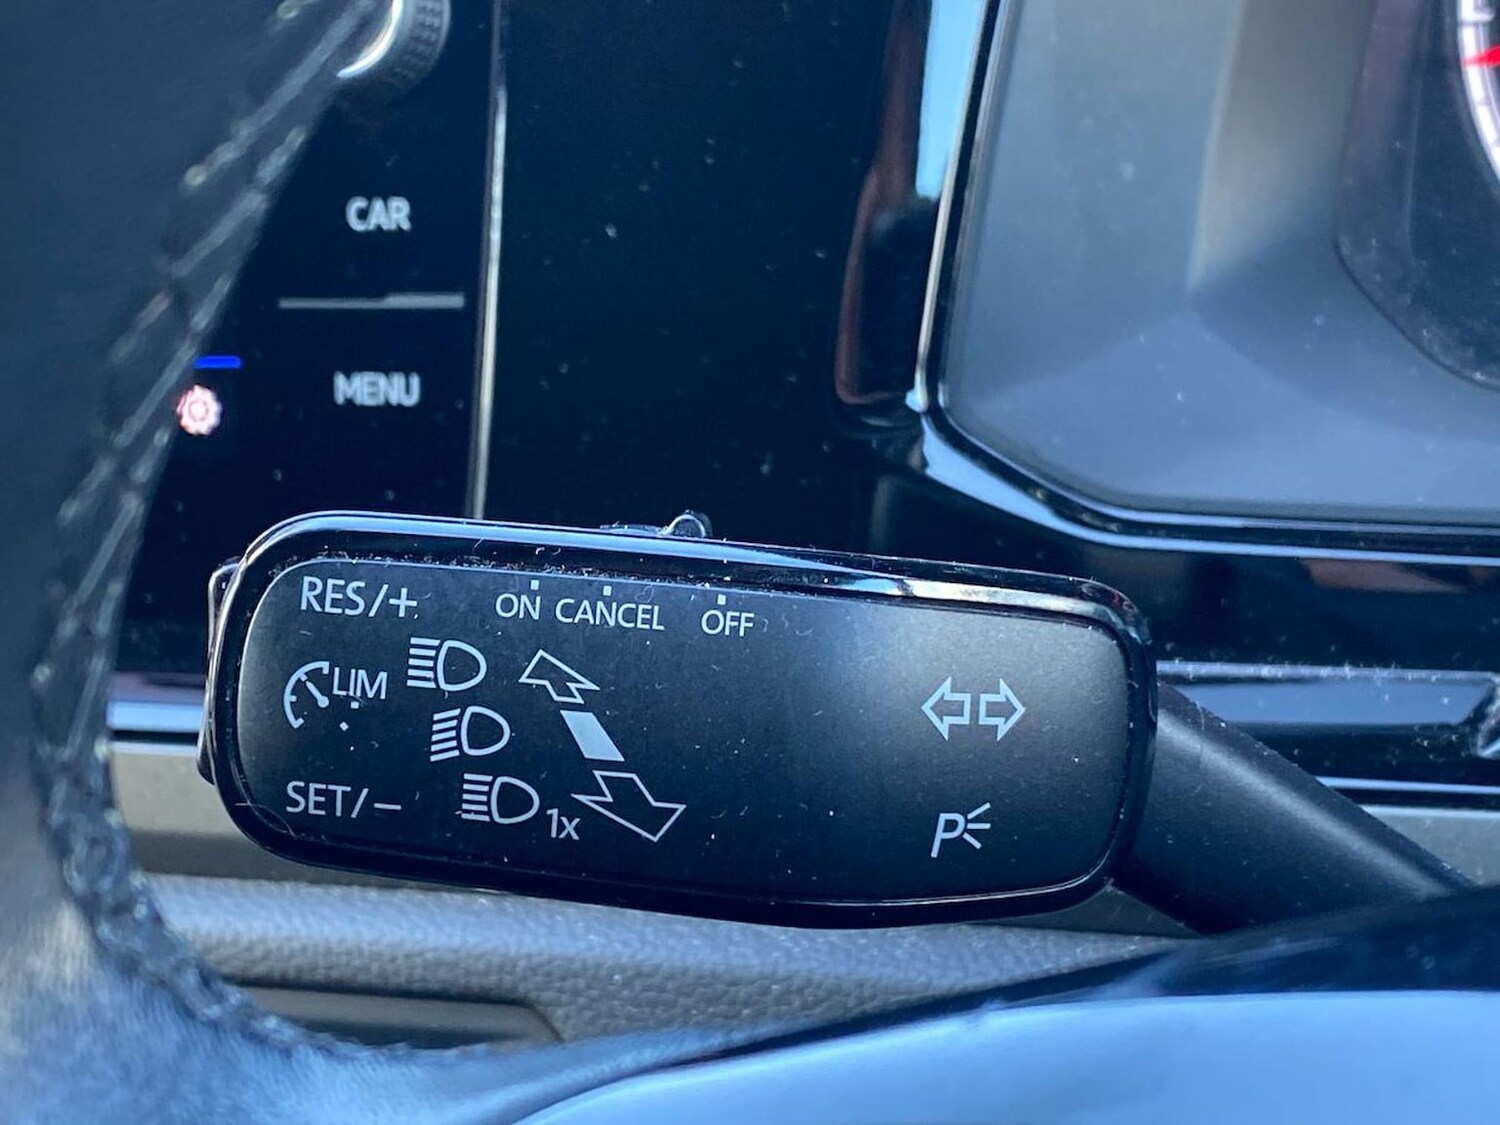 CAR
MENU
RES/+
ON CANCEL OFF
LIM
SET/−
1x
P